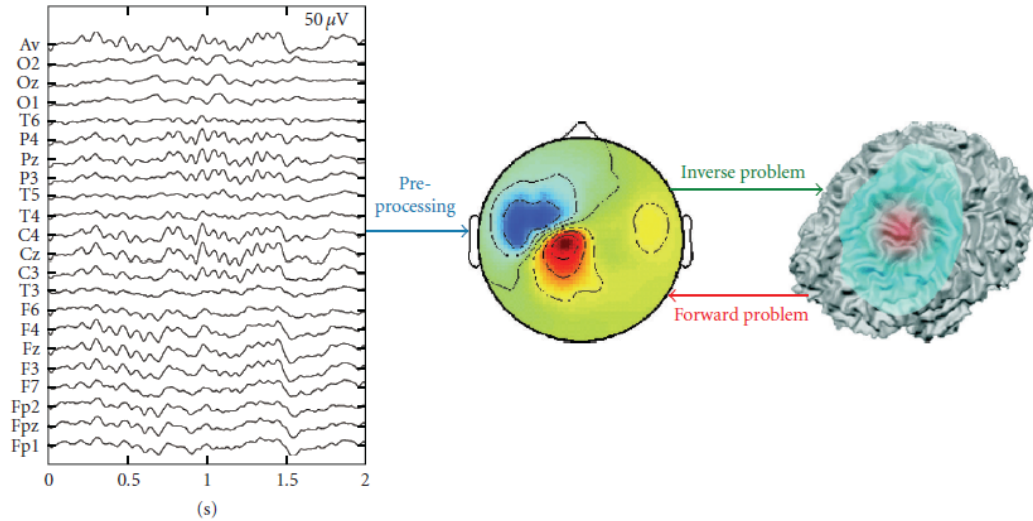 50 μV
Av
O2
Oz
O1
T6
P4
Pz
P3
T5
T4
C4
Cz
C3
T3
F6
F4
Fz
F3
F7
Fp2
Fpz
Fp1
0 0.5 1 1.5 2
(s)
Pre-
processing
Inverse problem
Forward problem